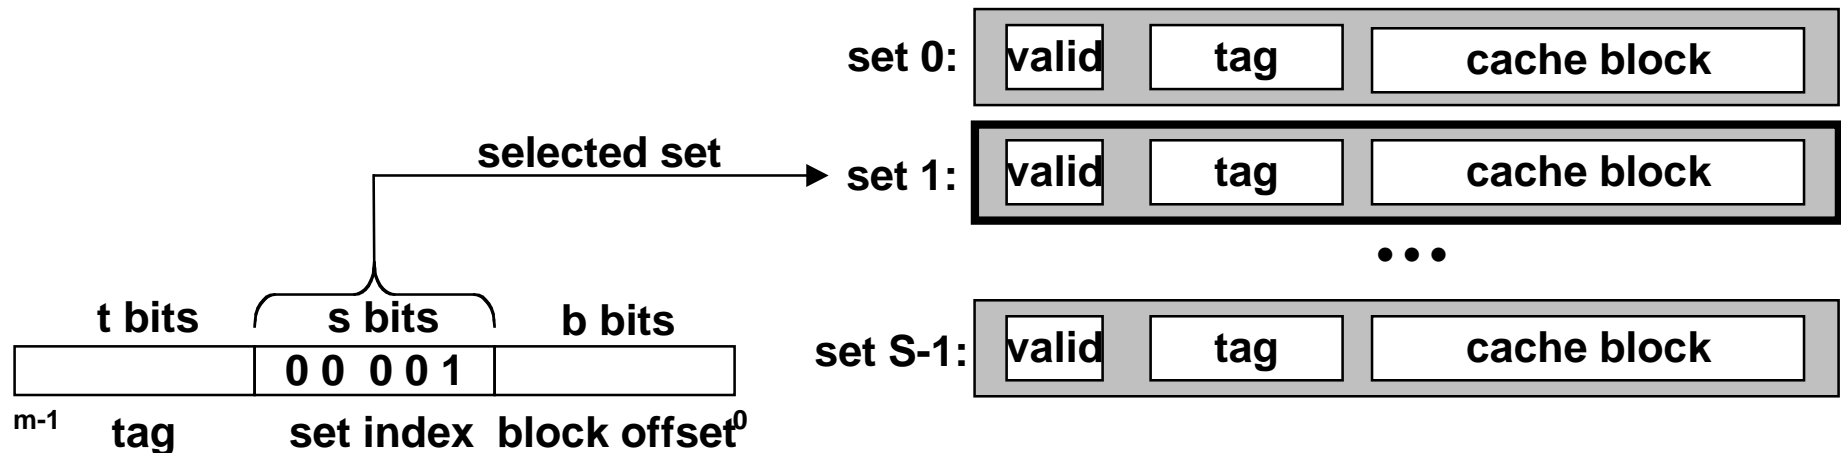 set 0: valid tag cache block
selected set
set 1: valid tag cache block
•••
t bits s bits b bits
set S-1: valid tag cache block
0 0 0 0 1
m-1 0
tag set index block offset